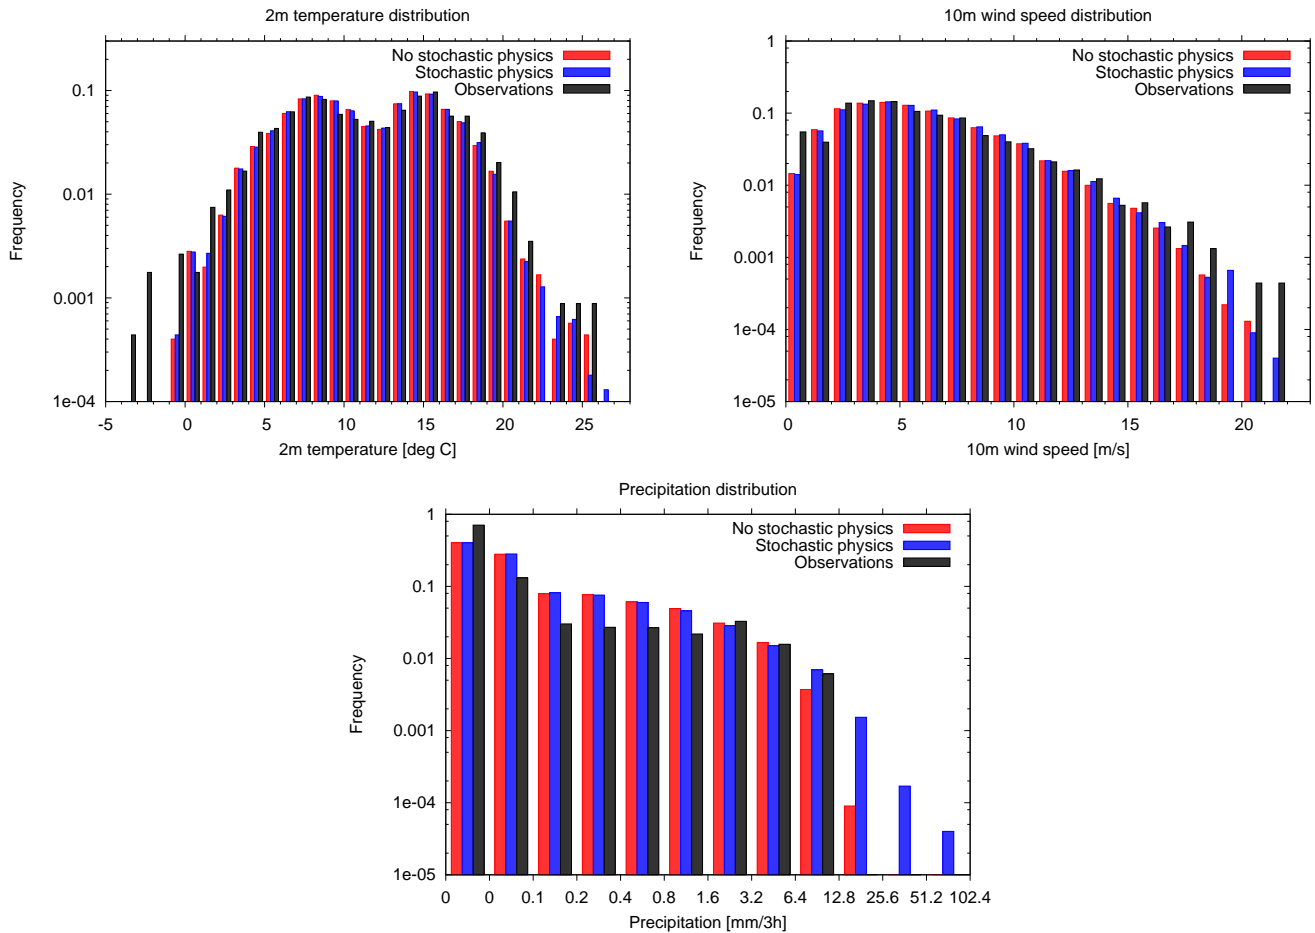 2m temperature distribution
No stochastic physics
Stochastic physics
Observations
0.1
0.01
0.001
1e-04
Frequency
-5 0 5 10 15 20 25
2m temperature [deg C]
10m wind speed distribution
No stochastic physics
Stochastic physics
Observations
1
0.1
0.01
0.001
1e-04
1e-05
Frequency
0 5 10 15 20
10m wind speed [m/s]
Precipitation distribution
No stochastic physics
Stochastic physics
Observations
1
0.1
0.01
0.001
1e-04
1e-05
Frequency
0 0 0.1 0.2 0.4 0.8 1.6 3.2 6.4 12.8 25.6 51.2 102.4
Precipitation [mm/3h]